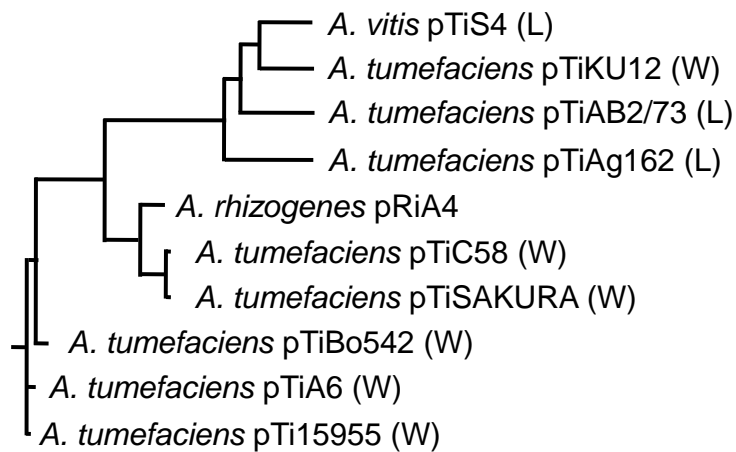 A. vitis pTiS4 (L)
A. tumefaciens pTiKU12 (W)
A. tumefaciens pTiAB2/73 (L)
A. tumefaciens pTiAg162 (L)
A. rhizogenes pRiA4
A. tumefaciens pTiC58 (W)
A. tumefaciens pTiSAKURA (W)
A. tumefaciens pTiBo542 (W)
A. tumefaciens pTiA6 (W)
A. tumefaciens pTi15955 (W)